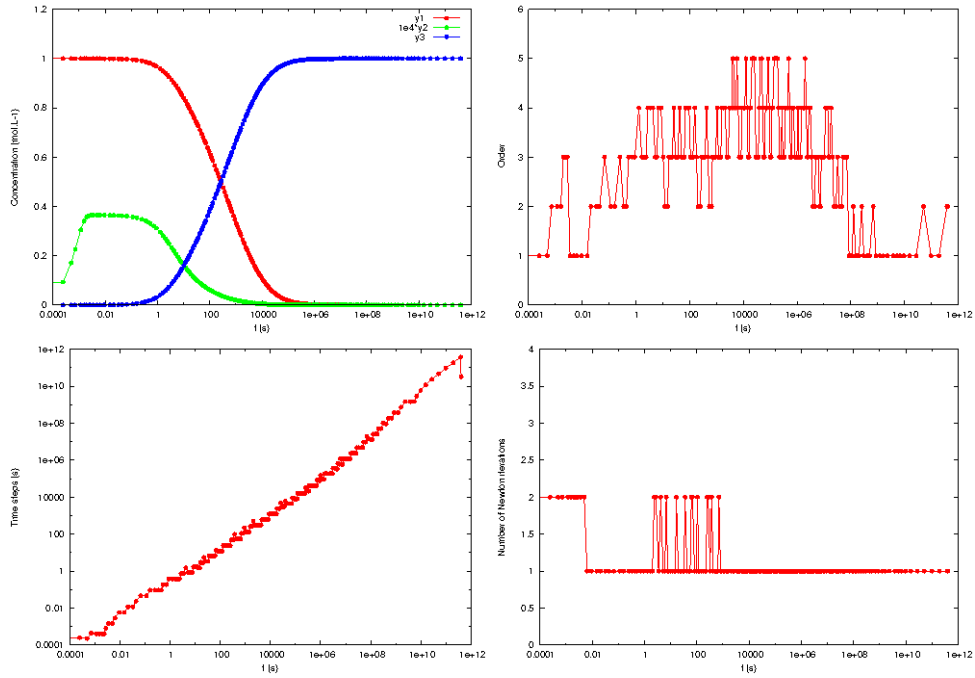 1.2
1
0.8
0.6
0.4
0.2
0
Concentration [mol.L-1]
y1
1e4*y2
y3
0.0001 0.01 1 100 10000 1e+06 1e+08 1e+10 1e+12
t [s]
6
5
4
3
2
1
0
Order
0.0001 0.01 1 100 10000 1e+06 1e+08 1e+10 1e+12
t [s]
1e+12
1e+10
1e+08
1e+06
10000
100
1
0.01
0.0001
Time steps [s]
0.0001 0.01 1 100 10000 1e+06 1e+08 1e+10 1e+12
t [s]
4
3.5
3
2.5
2
1.5
1
0.5
0
Number of Newton iterations
0.0001 0.01 1 100 10000 1e+06 1e+08 1e+10 1e+12
t [s]